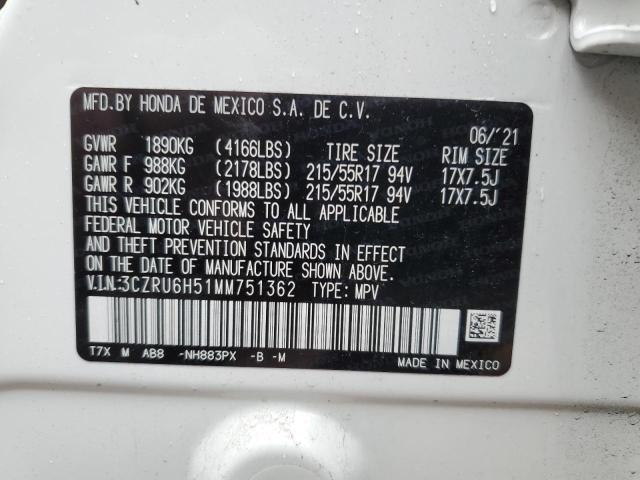 MFD. BY HONDA DE MEXICO S.A. DE C.V.
06/'21
GVWR 1890KG (4166LBS) TIRE SIZE RIM SIZE
GAWR F 988KG (2178LBS) 215/55R17 94V 17X7.5J
GAWR R 902KG (1988LBS) 215/55R17 94V 17X7.5J
THIS VEHICLE CONFORMS TO ALL APPLICABLE
FEDERAL MOTOR VEHICLE SAFETY
AND THEFT PREVENTION STANDARDS IN EFFECT
ON THE DATE OF MANUFACTURE SHOWN ABOVE.
V.I.N:3CZRU6H51MM751362 TYPE: MPV
T7X M AB8 -NH883PX -B -M
MADE IN MEXICO